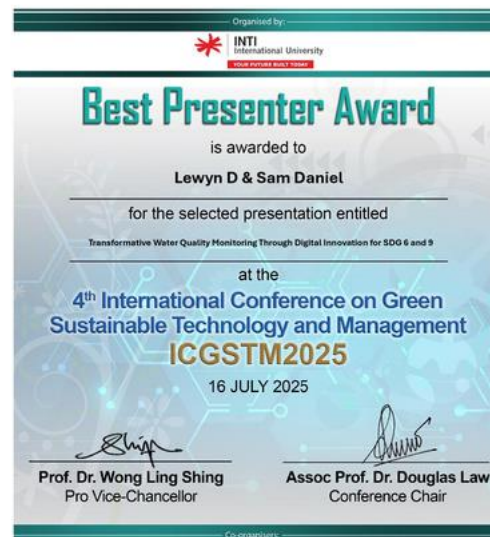 Organised by:
INTI
International University
YOUR FUTURE BUILT TODAY
Best Presenter Award
is awarded to
Lewyn D & Sam Daniel
for the selected presentation entitled
Transformative Water Quality Monitoring Through Digital Innovation for SDG 6 and 9
at the
4th International Conference on Green
Sustainable Technology and Management
ICGSTM2025
16 JULY 2025
Prof. Dr. Wong Ling Shing
Pro Vice-Chancellor
Assoc Prof. Dr. Douglas Law
Conference Chair
Co-organisers: